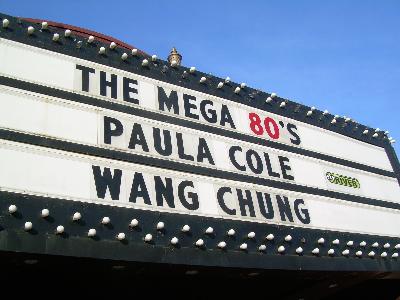 THE MEGA 80'S
PAULA COLE
WANG CHUNG